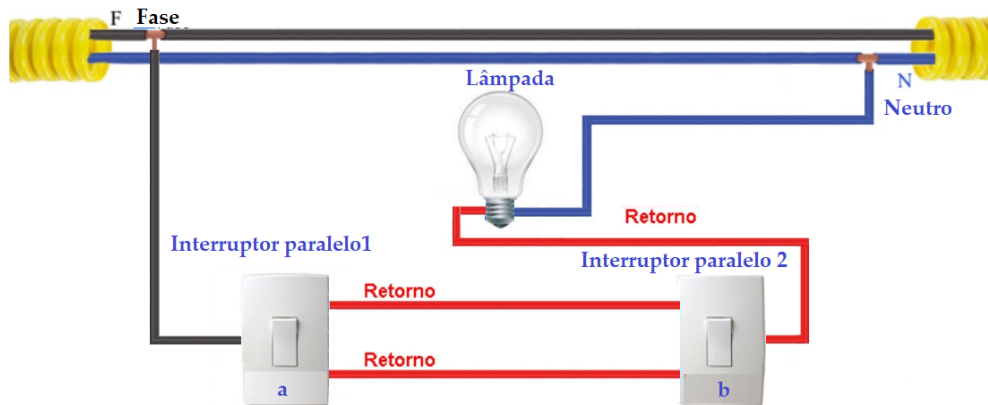 F Fase
N
Neutro
Lâmpada
Retorno
Interruptor paralelo1
Interruptor paralelo 2
Retorno
Retorno
a
b